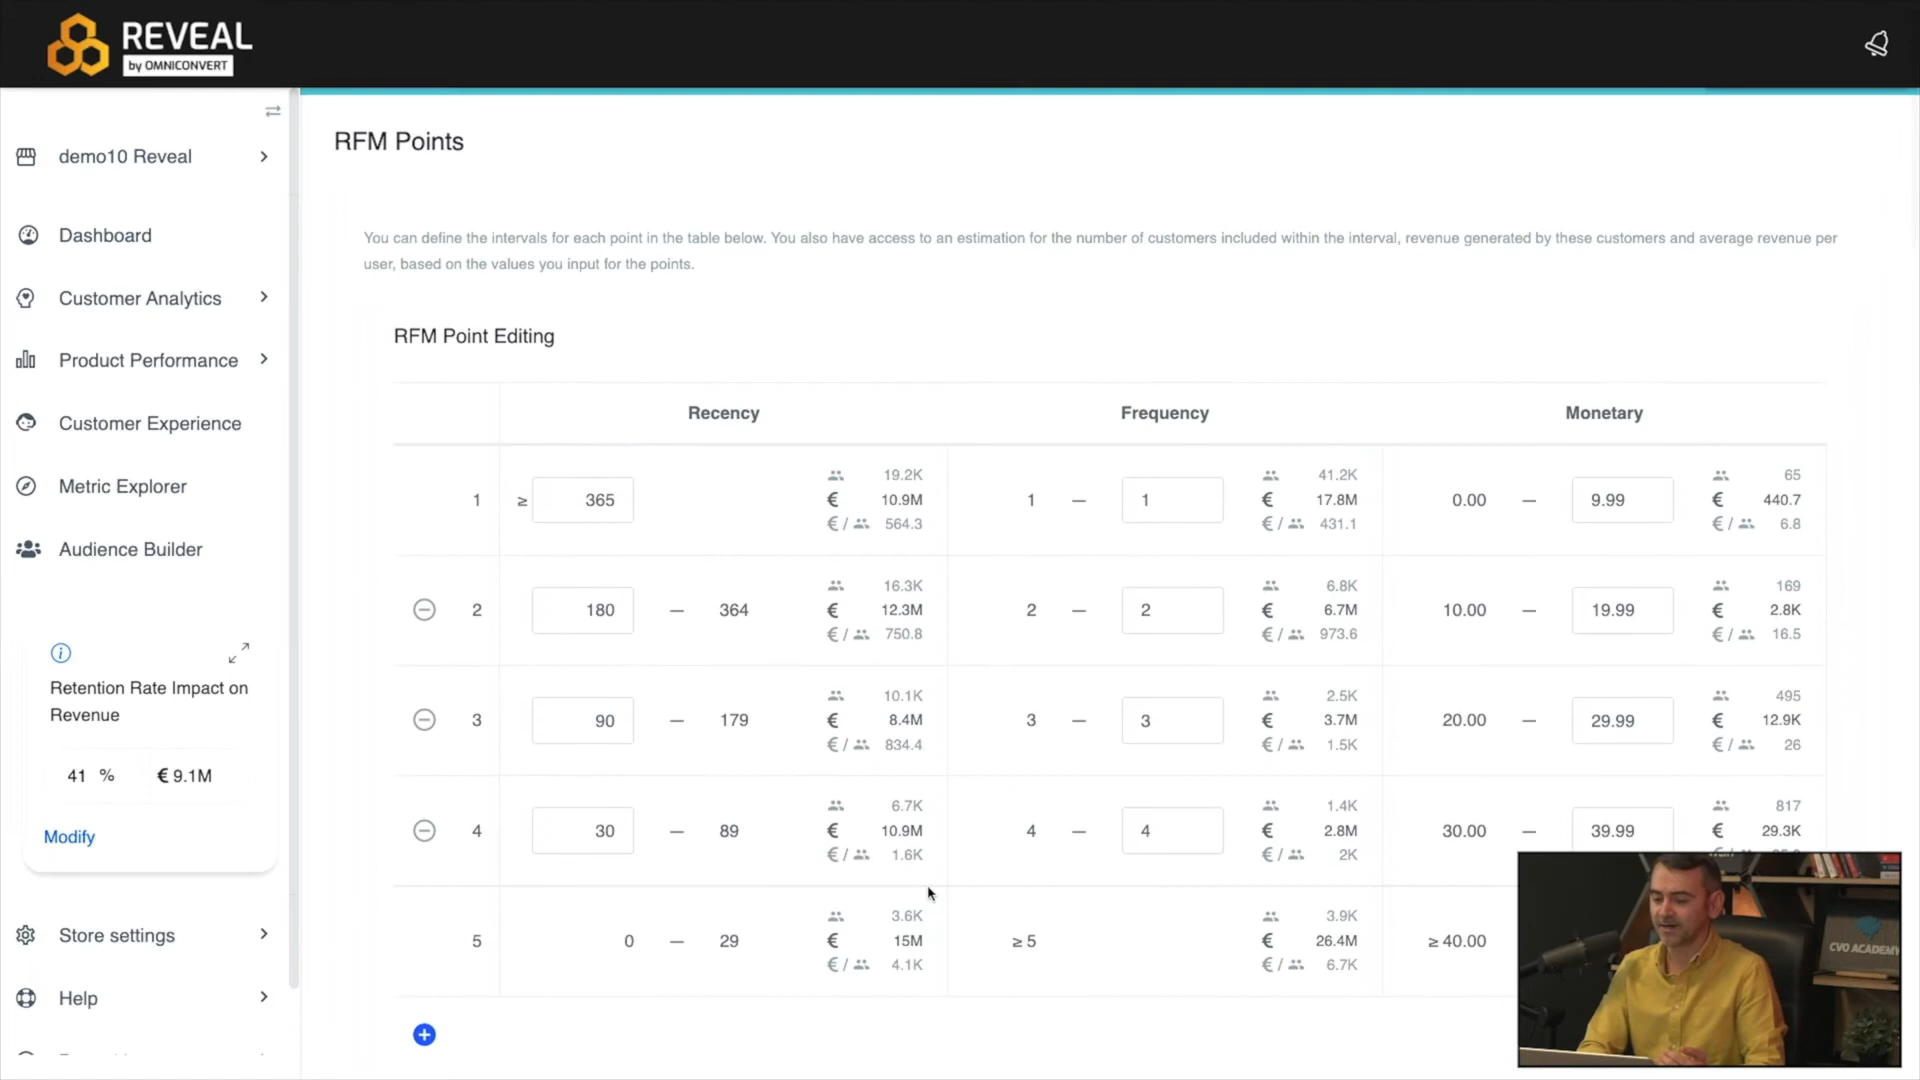 REVEAL
by OMNICONVERT
demo10 Reveal
Dashboard
Customer Analytics
Product Performance
Customer Experience
Metric Explorer
Audience Builder
Retention Rate Impact on
Revenue
41 % € 9.1M
Modify
Store settings
Help
RFM Points
You can define the intervals for each point in the table below. You also have access to an estimation for the number of customers included within the interval, revenue generated by these customers and average revenue per
user, based on the values you input for the points.
RFM Point Editing
Recency Frequency Monetary
19.2K 41.2K 65
1 ≥ 365 € 10.9M 1 — 1 € 17.8M 0.00 — 9.99 € 440.7
€ / 564.3 € / 431.1 € / 6.8
16.3K 6.8K 169
2 180 — 364 € 12.3M 2 — 2 € 6.7M 10.00 — 19.99 € 2.8K
€ / 750.8 € / 973.6 € / 16.5
10.1K 2.5K 495
3 90 — 179 € 8.4M 3 — 3 € 3.7M 20.00 — 29.99 € 12.9K
€ / 834.4 € / 1.5K € / 26
6.7K 1.4K 817
4 30 — 89 € 10.9M 4 — 4 € 2.8M 30.00 — 39.99 € 29.3K
€ / 1.6K € / 2K
3.6K 3.9K
5 0 — 29 € 15M ≥ 5 € 26.4M ≥ 40.00
€ / 4.1K € / 6.7K
CVO ACADEMY